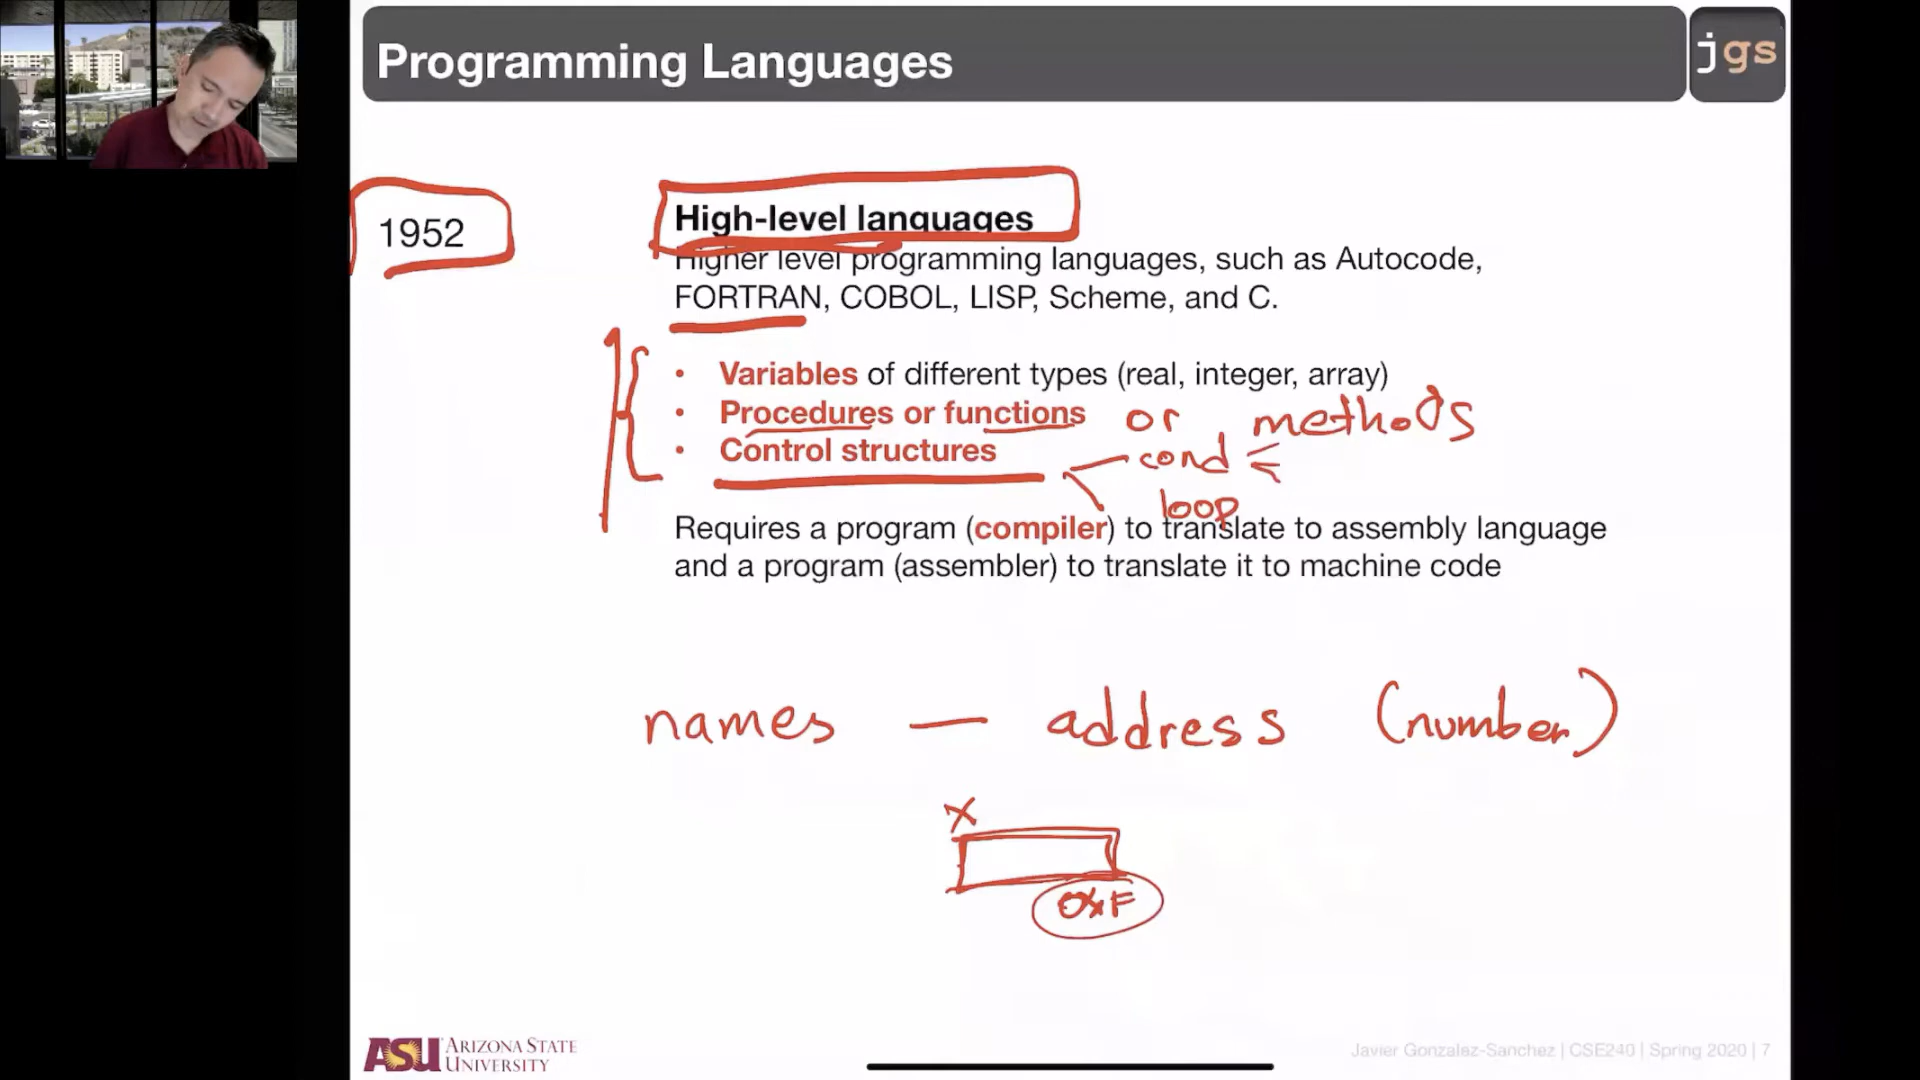 Programming Languages
jgs
1952
High-level languages
Higher level programming languages, such as Autocode,
FORTRAN, COBOL, LISP, Scheme, and C.
• Variables of different types (real, integer, array)
• Procedures or functions or methods
• Control structures cond
loop
Requires a program (compiler) to translate to assembly language
and a program (assembler) to translate it to machine code
names — address (number)
x
0xF
ASU ARIZONA STATE
UNIVERSITY
Javier Gonzalez-Sanchez | CSE240 | Spring 2020 | 7